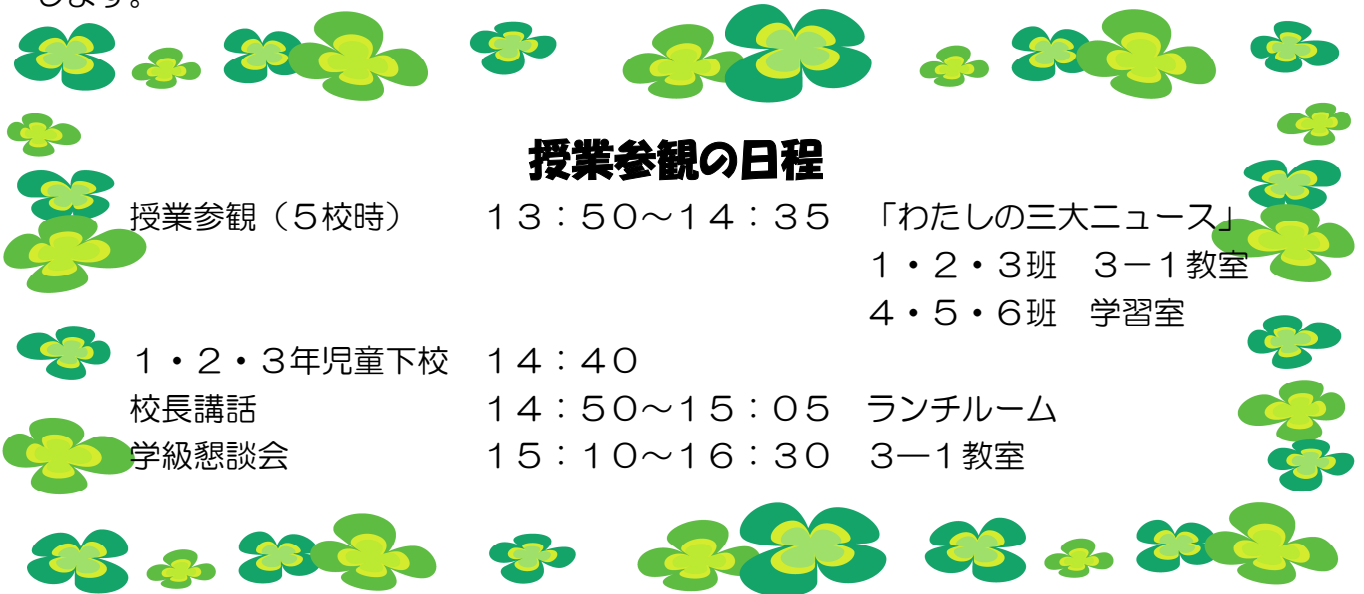 します。
授業参観の日程
授業参観（５校時）　１３：５０～１４：３５　「わたしの三大ニュース」
１・２・３班　３－１教室
４・５・６班　学習室
１・２・３年児童下校　１４：４０
校長講話　１４：５０～１５：０５　ランチルーム
学級懇談会　１５：１０～１６：３０　３―１教室